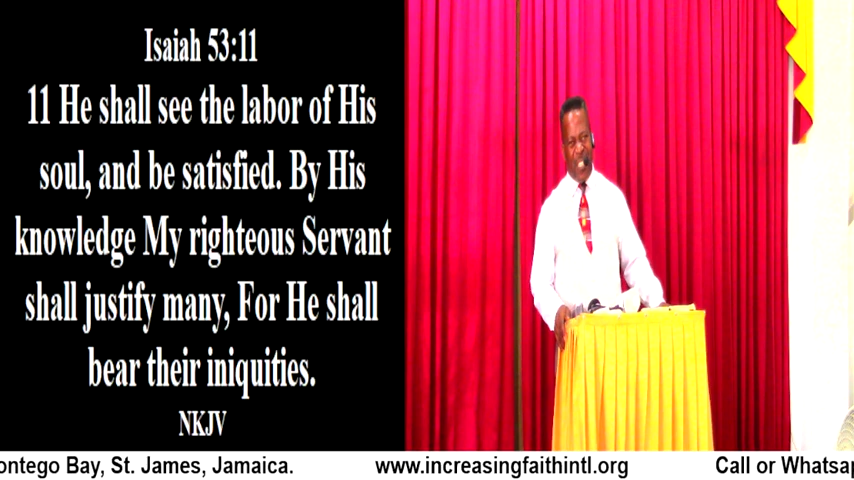 Isaiah 53:11
11 He shall see the labor of His
soul, and be satisfied. By His
knowledge My righteous Servant
shall justify many, For He shall
bear their iniquities.
NKJV
ontego Bay, St. James, Jamaica. www.increasingfaithintl.org Call or Whatsap